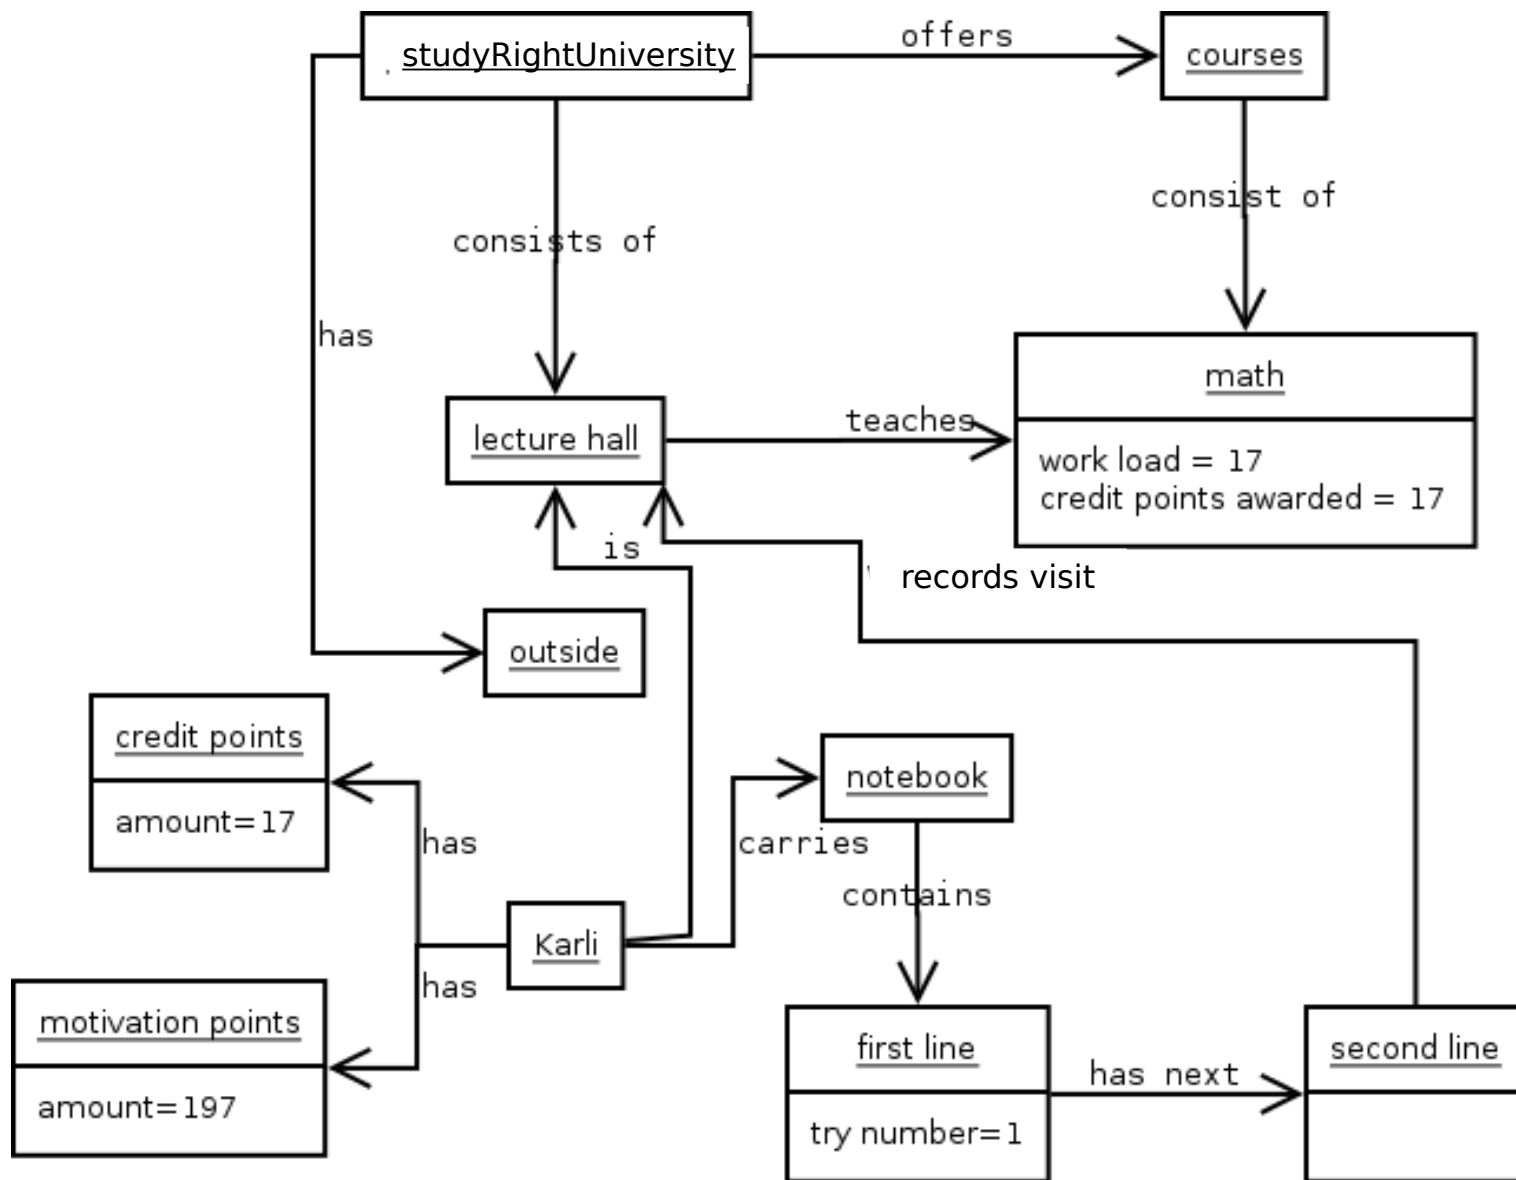 studyRightUniversity
offers
courses
consist of
consists of
has
math
lecture hall
teaches
work load = 17
credit points awarded = 17
is
records visit
outside
credit points
notebook
amount=17
has
carries
contains
Karli
has
motivation points
first line
second line
has next
amount=197
try number=1